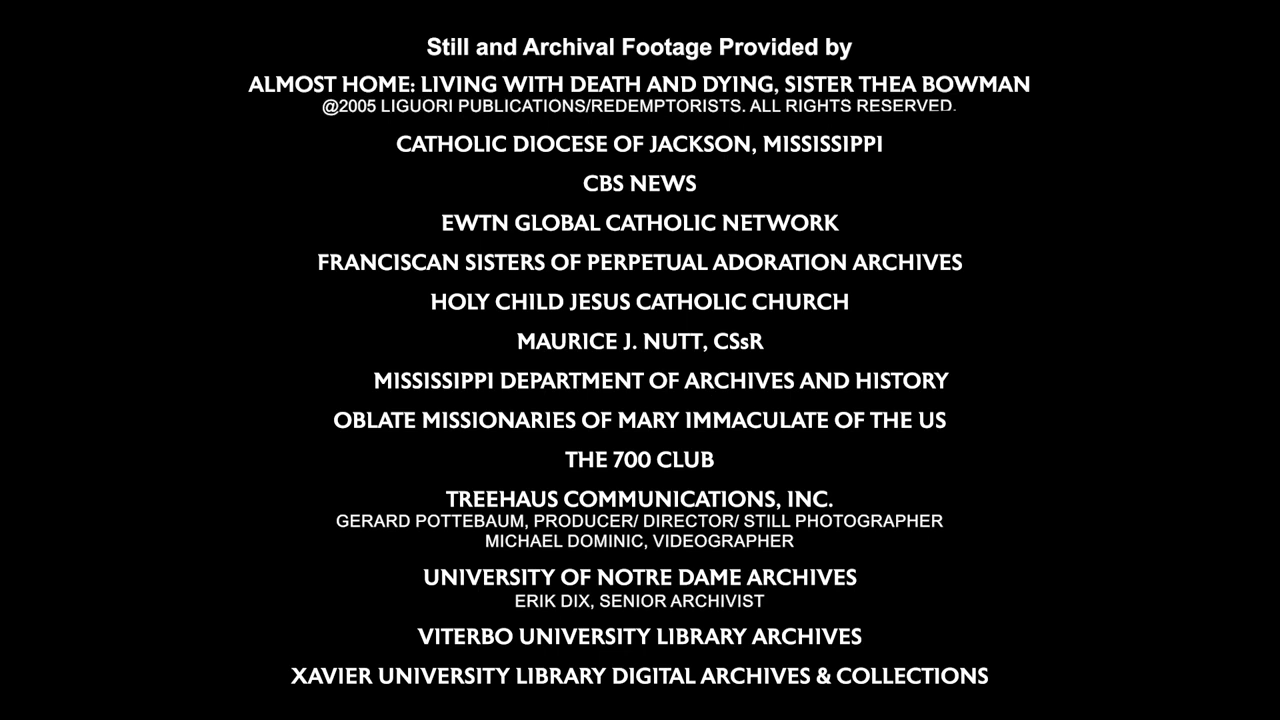 Still and Archival Footage Provided by
ALMOST HOME: LIVING WITH DEATH AND DYING, SISTER THEA BOWMAN
@2005 LIGUORI PUBLICATIONS/REDEMPTORISTS. ALL RIGHTS RESERVED.
CATHOLIC DIOCESE OF JACKSON, MISSISSIPPI
CBS NEWS
EWTN GLOBAL CATHOLIC NETWORK
FRANCISCAN SISTERS OF PERPETUAL ADORATION ARCHIVES
HOLY CHILD JESUS CATHOLIC CHURCH
MAURICE J. NUTT, CSsR
MISSISSIPPI DEPARTMENT OF ARCHIVES AND HISTORY
OBLATE MISSIONARIES OF MARY IMMACULATE OF THE US
THE 700 CLUB
TREEHAUS COMMUNICATIONS, INC.
GERARD POTTEBAUM, PRODUCER/ DIRECTOR/ STILL PHOTOGRAPHER
MICHAEL DOMINIC, VIDEOGRAPHER
UNIVERSITY OF NOTRE DAME ARCHIVES
ERIK DIX, SENIOR ARCHIVIST
VITERBO UNIVERSITY LIBRARY ARCHIVES
XAVIER UNIVERSITY LIBRARY DIGITAL ARCHIVES & COLLECTIONS